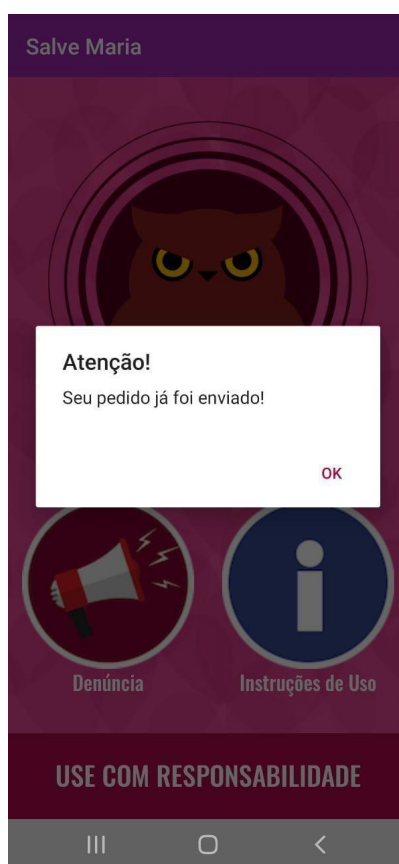 Salve Maria
Atenção!
Seu pedido já foi enviado!
OK
Denúncia
Instruções de Uso
USE COM RESPONSABILIDADE